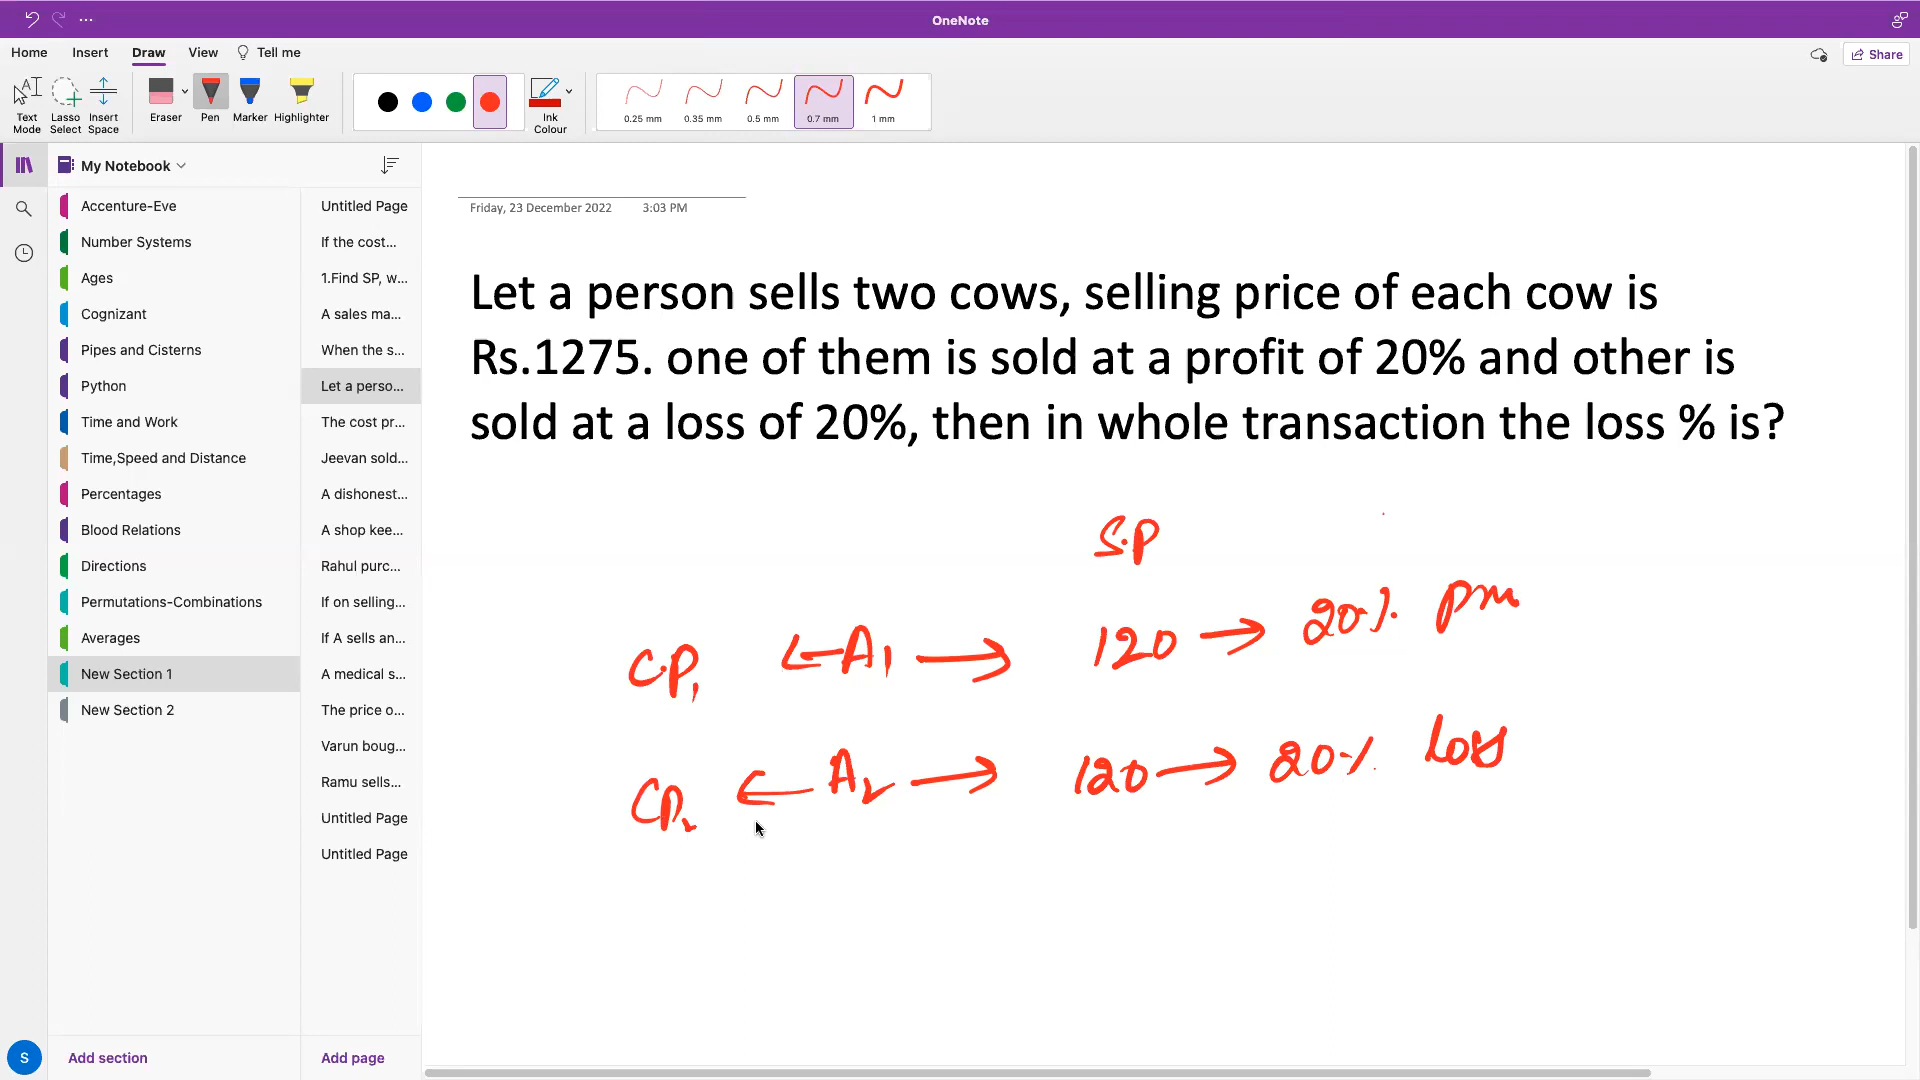 OneNote
Home Insert Draw View Tell me
Share
Text Mode
Lasso Select
Insert Space
Eraser
Pen
Marker
Highlighter
Ink Colour
0.25 mm
0.35 mm
0.5 mm
0.7 mm
1 mm
My Notebook
Accenture-Eve
Number Systems
Ages
Cognizant
Pipes and Cisterns
Python
Time and Work
Time,Speed and Distance
Percentages
Blood Relations
Directions
Permutations-Combinations
Averages
New Section 1
New Section 2
Add section
Untitled Page
If the cost...
1.Find SP, w...
A sales ma...
When the s...
Let a perso...
The cost pr...
Jeevan sold...
A dishonest...
A shop kee...
Rahul purc...
If on selling...
If A sells an...
A medical s...
The price o...
Varun boug...
Ramu sells...
Untitled Page
Untitled Page
Add page
S
Friday, 23 December 2022 3:03 PM
Let a person sells two cows, selling price of each cow is
Rs.1275. one of them is sold at a profit of 20% and other is
sold at a loss of 20%, then in whole transaction the loss % is?
S.P
C.P1 ← A1 → 120 → 20%
CP2 ← A2 → 120 → 20% loss